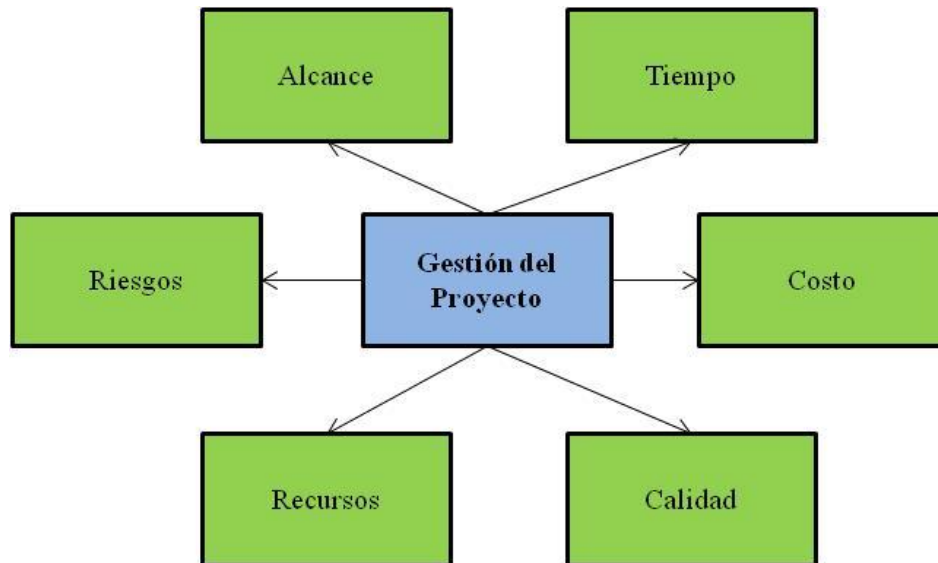 Alcance
Tiempo
Riesgos
Gestión del
Proyecto
Costo
Recursos
Calidad